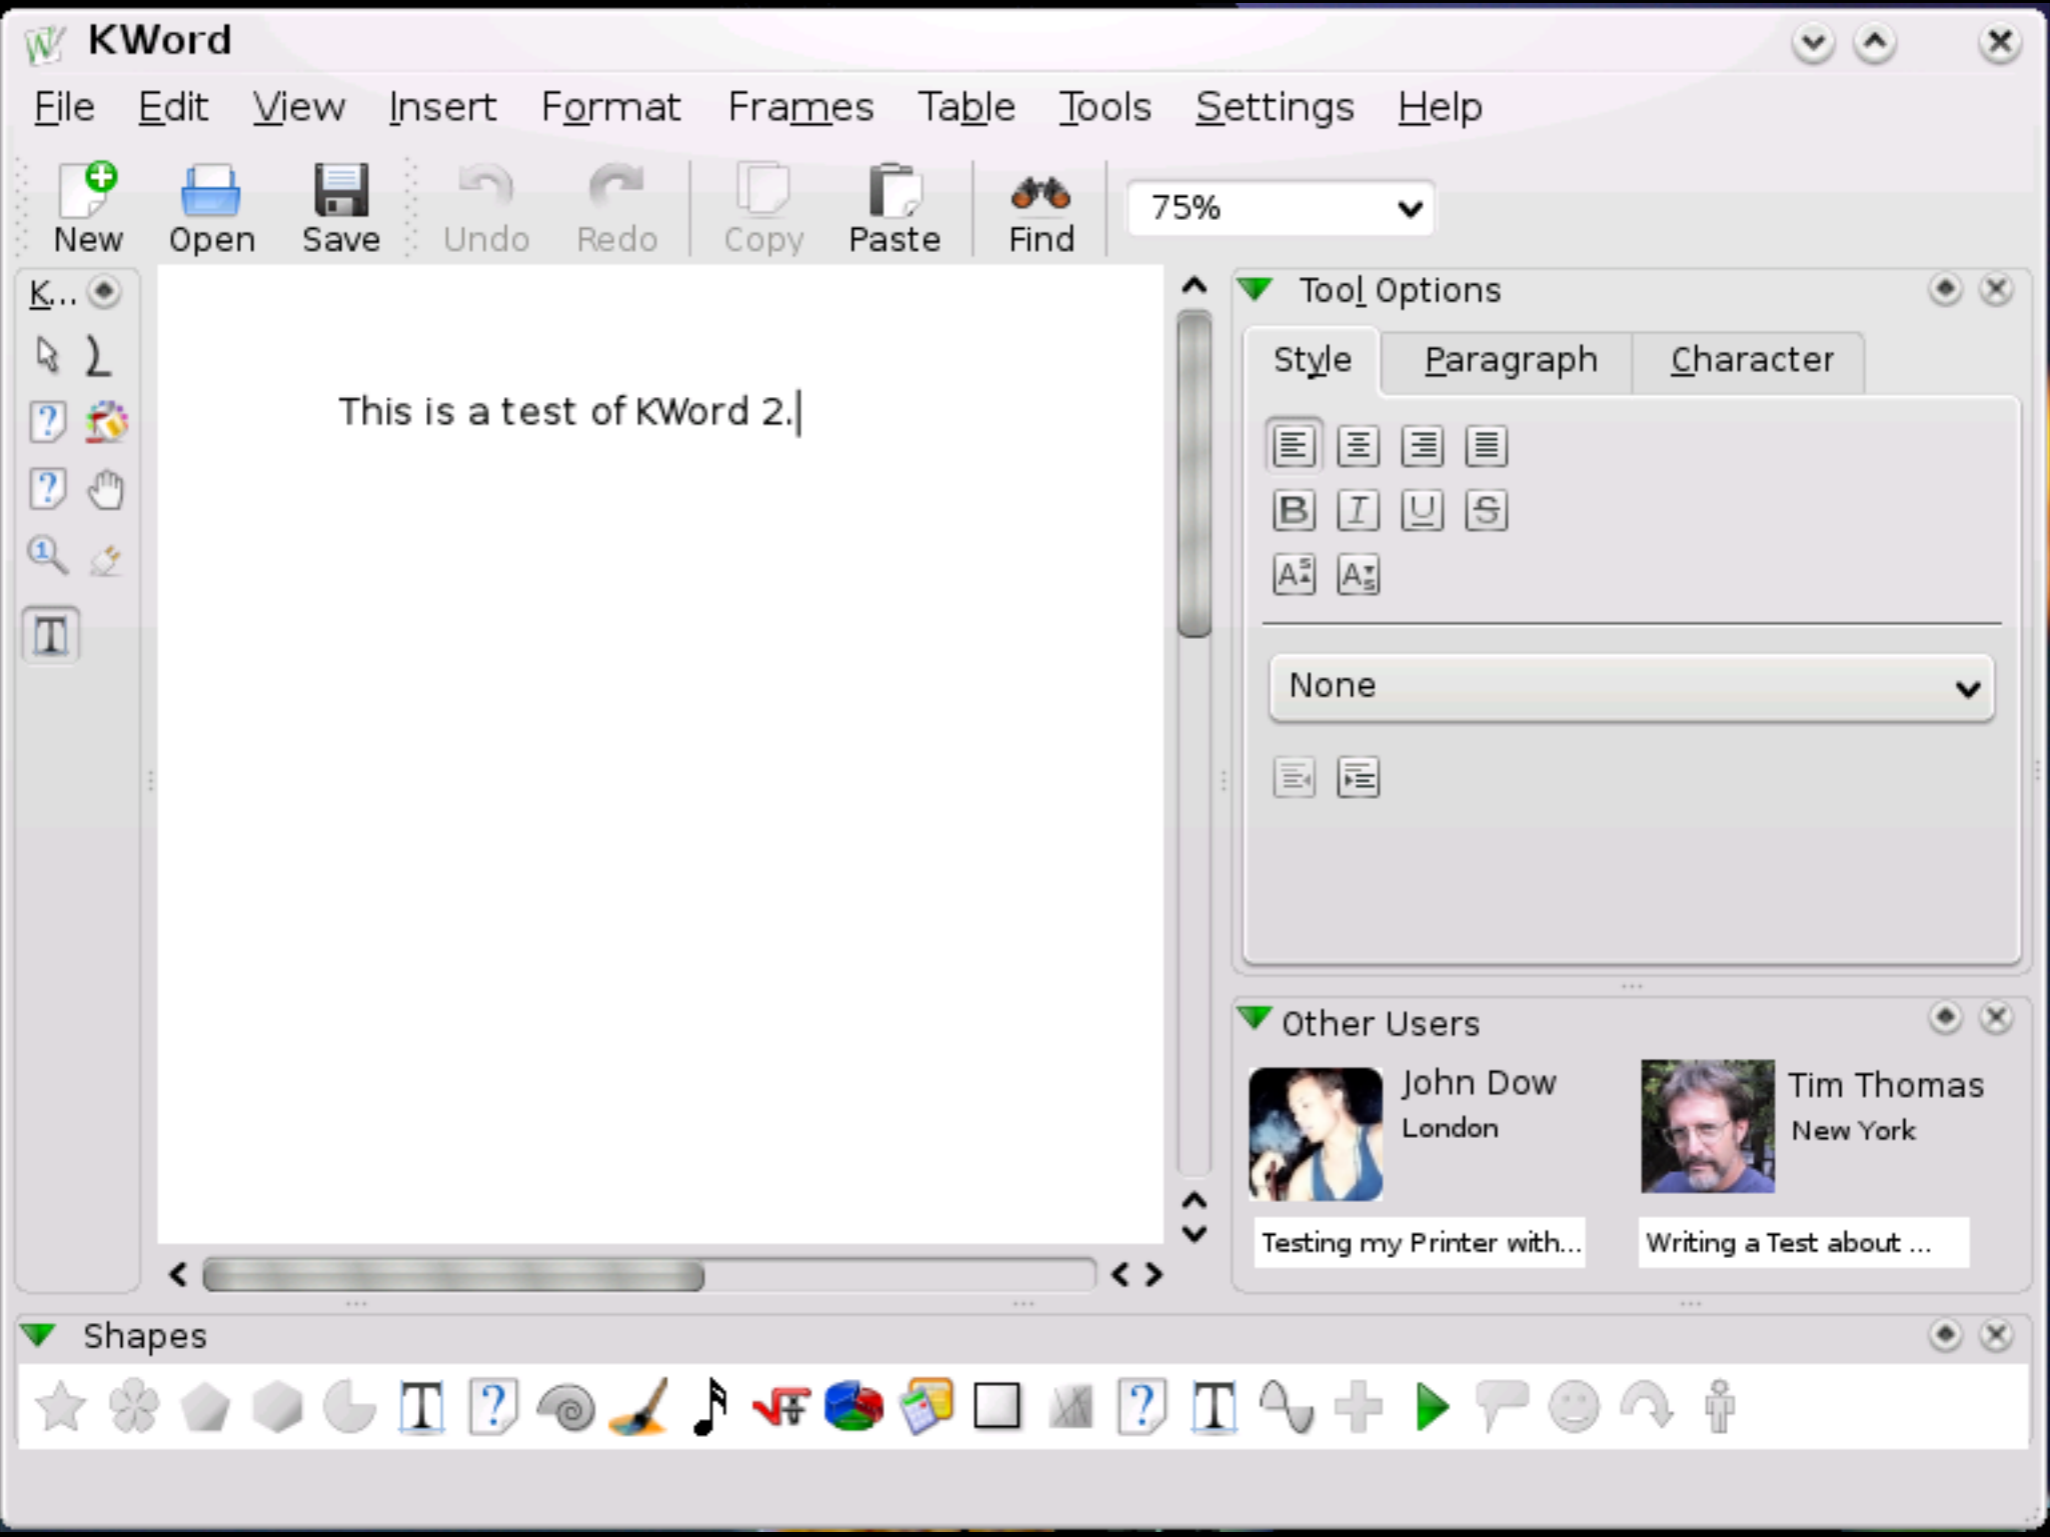 KWord
File Edit View Insert Format Frames Table Tools Settings Help
New Open Save Undo Redo Copy Paste Find 75%
K...
This is a test of KWord 2.
Tool Options
Style Paragraph Character
B I U S
None
Other Users
John Dow
London
Testing my Printer with...
Tim Thomas
New York
Writing a Test about ...
Shapes